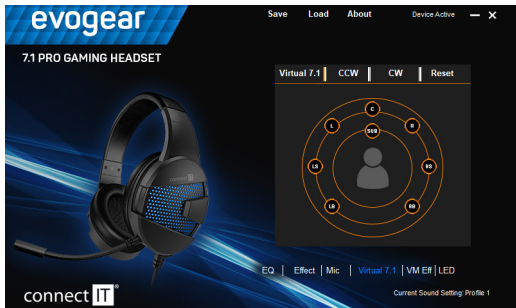 evogear
Save Load About Device Active
7.1 PRO GAMING HEADSET
Virtual 7.1 CCW CW Reset
C
L R
SUB
LS RS
LB RB
EQ | Effect | Mic | Virtual 7.1 | VM Eff | LED
connect IT®
Current Sound Setting: Profile 1